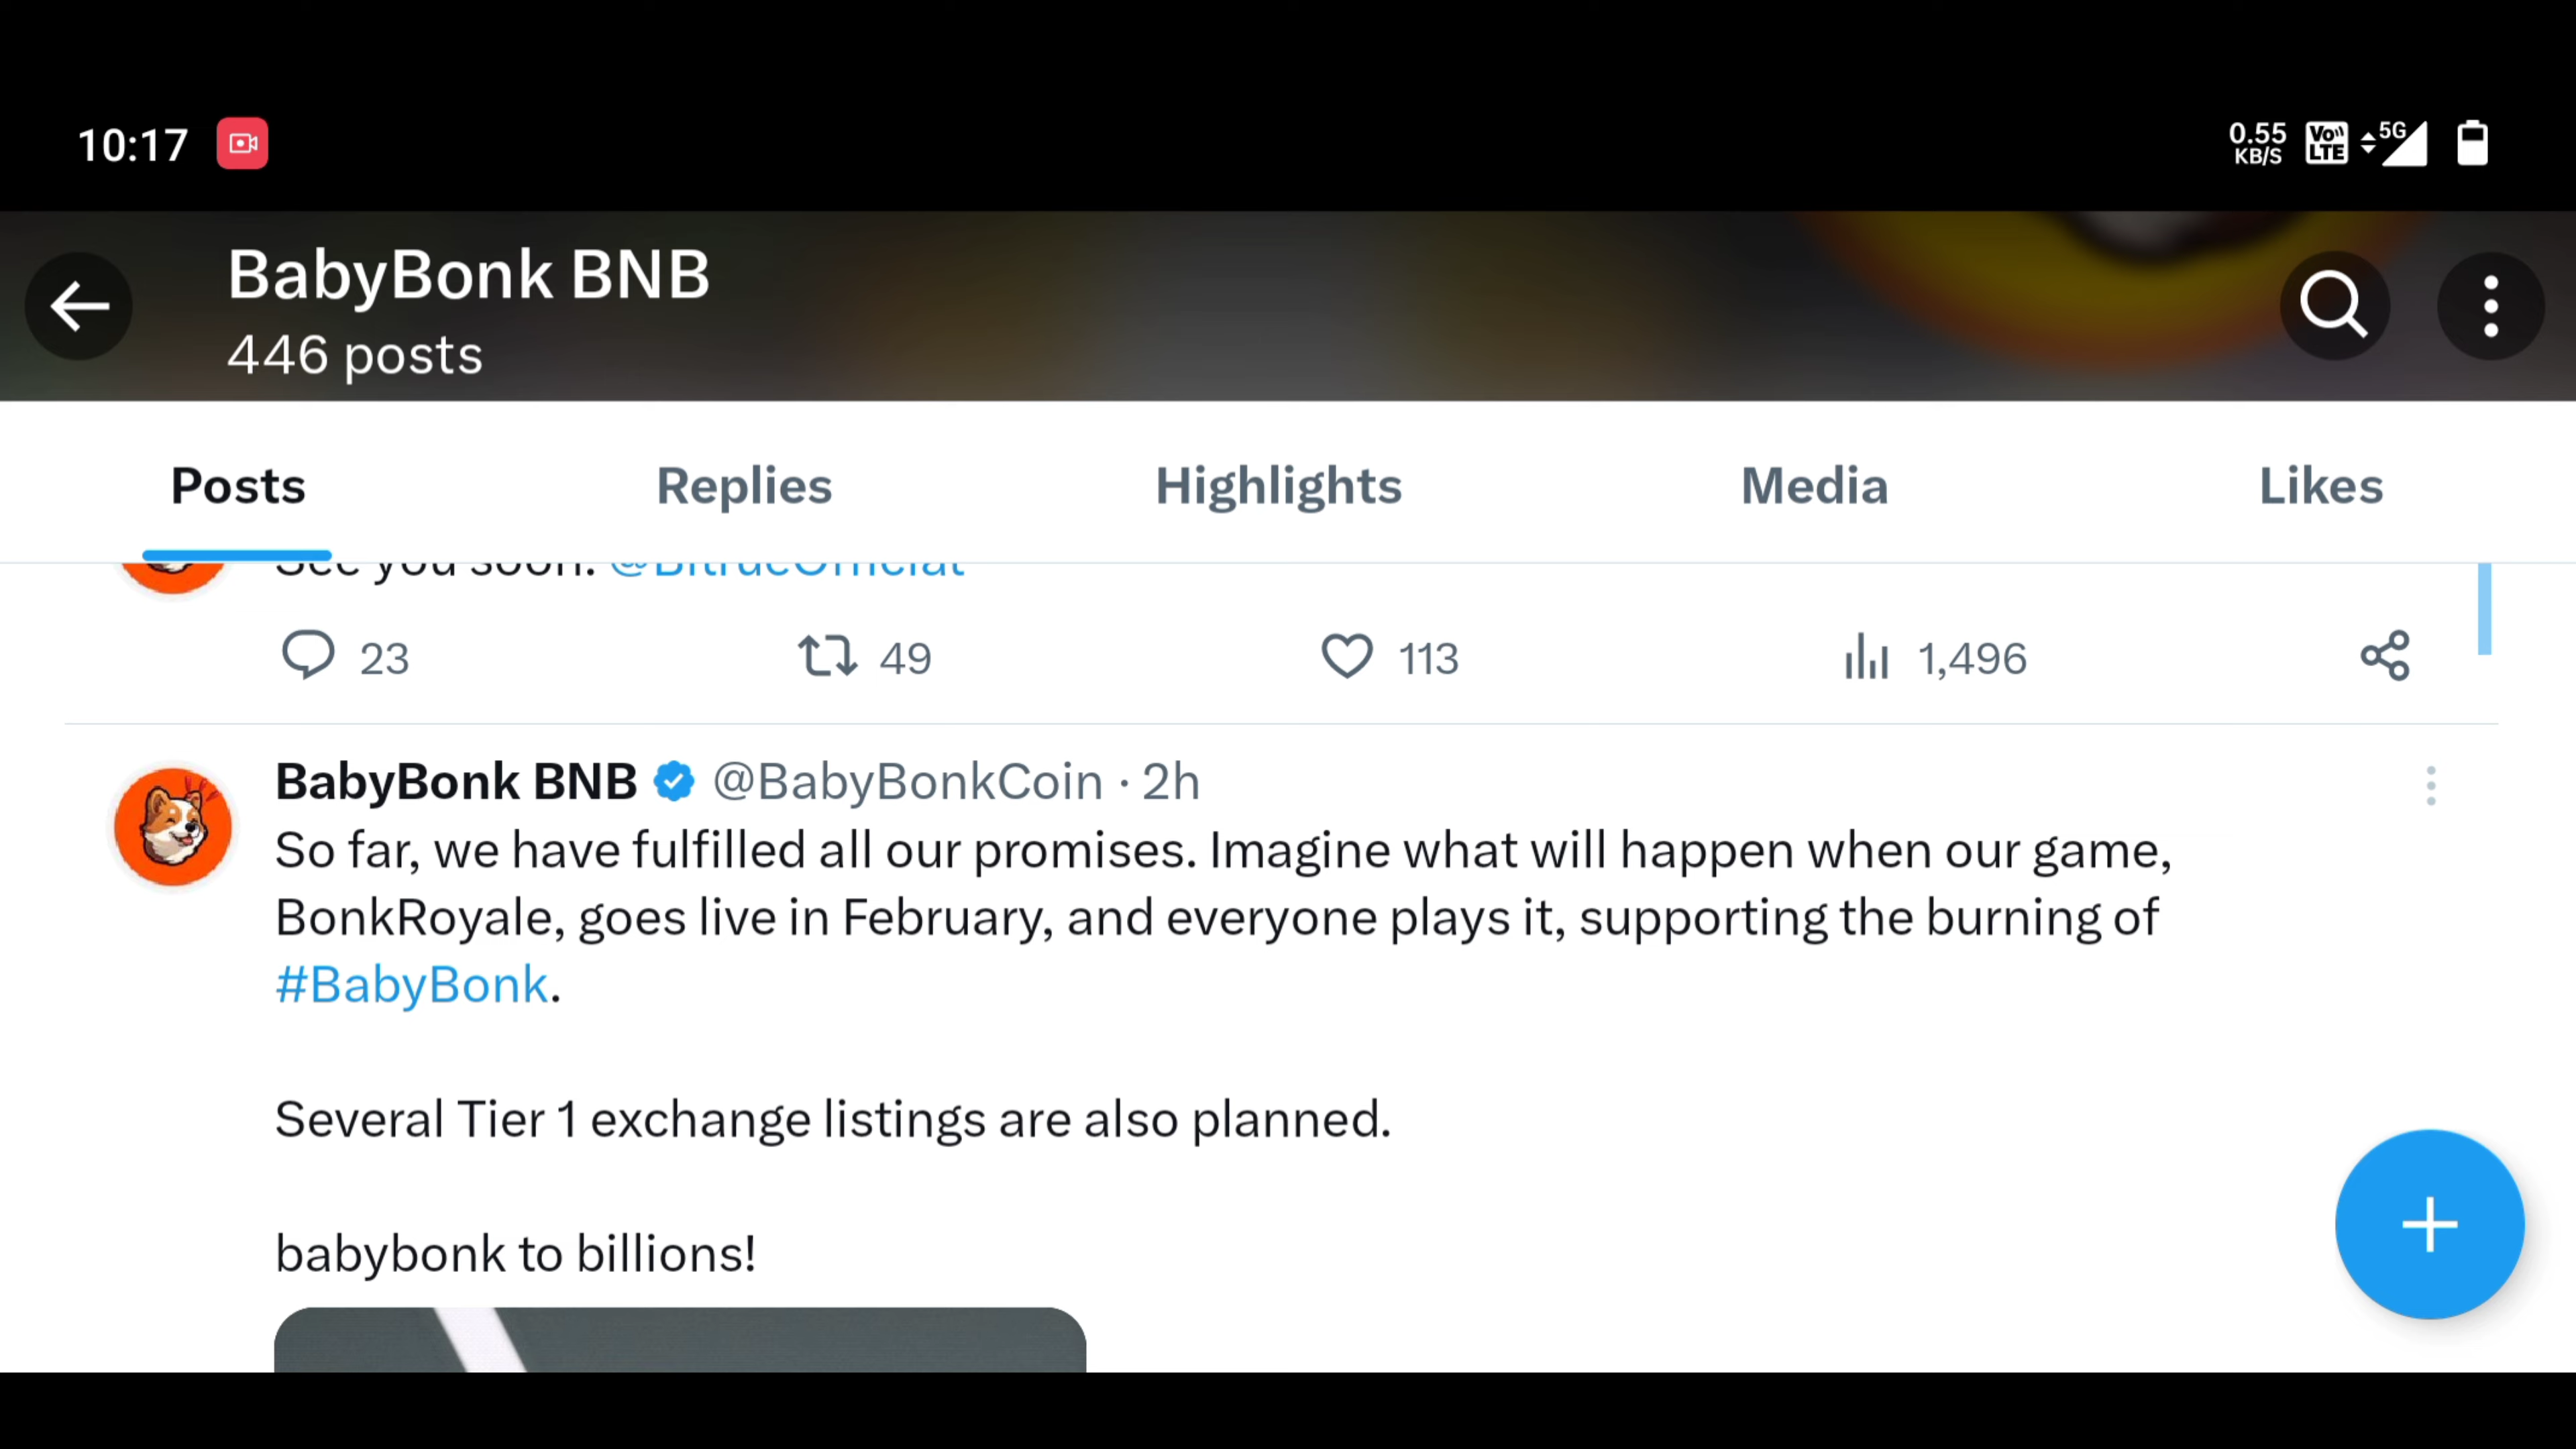 10:17
0.55 KB/S
Vo)) LTE
5G
BabyBonk BNB
446 posts
Posts Replies Highlights Media Likes
See you soon. @BitrueOfficial
23 49 113 1,496
BabyBonk BNB @BabyBonkCoin · 2h
So far, we have fulfilled all our promises. Imagine what will happen when our game,
BonkRoyale, goes live in February, and everyone plays it, supporting the burning of
#BabyBonk.
Several Tier 1 exchange listings are also planned.
babybonk to billions!